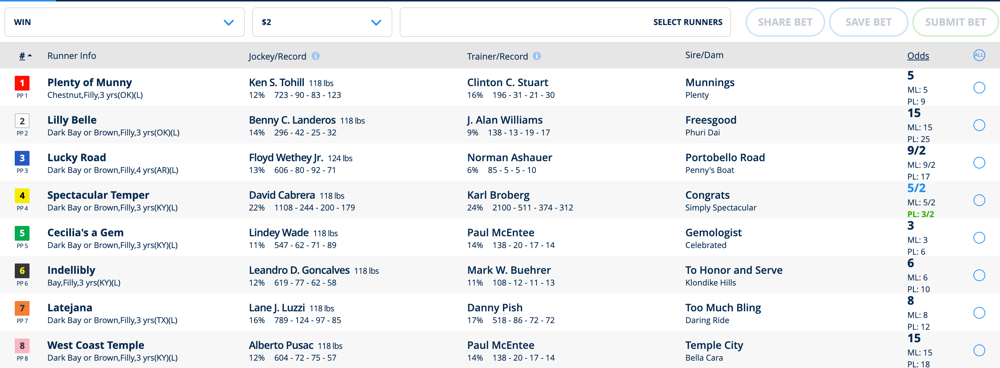 WIN
$2
SELECT RUNNERS
SHARE BET
SAVE BET
SUBMIT BET
# Runner Info Jockey/Record i Trainer/Record i Sire/Dam Odds ALL
1 Plenty of Munny Ken S. Tohill 118 lbs Clinton C. Stuart Munnings 5
PP 1 Chestnut,Filly,3 yrs(OK)(L) 12% 723 - 90 - 83 - 123 16% 196 - 31 - 21 - 30 Plenty ML: 5
PL: 9
2 Lilly Belle Benny C. Landeros 118 lbs J. Alan Williams Freesgood 15
PP 2 Dark Bay or Brown,Filly,3 yrs(OK)(L) 14% 296 - 42 - 25 - 32 9% 138 - 13 - 19 - 17 Phuri Dai ML: 15
PL: 25
3 Lucky Road Floyd Wethey Jr. 124 lbs Norman Ashauer Portobello Road 9/2
PP 3 Dark Bay or Brown,Filly,4 yrs(AR)(L) 13% 606 - 80 - 92 - 71 6% 85 - 5 - 5 - 10 Penny's Boat ML: 9/2
PL: 17
4 Spectacular Temper David Cabrera 118 lbs Karl Broberg Congrats 5/2
PP 4 Dark Bay or Brown,Filly,3 yrs(KY)(L) 22% 1108 - 244 - 200 - 179 24% 2100 - 511 - 374 - 312 Simply Spectacular ML: 5/2
PL: 3/2
5 Cecilia's a Gem Lindey Wade 118 lbs Paul McEntee Gemologist 3
PP 5 Dark Bay or Brown,Filly,3 yrs(KY)(L) 11% 547 - 62 - 71 - 89 14% 138 - 20 - 17 - 14 Celebrated ML: 3
PL: 6
6 Indellibly Leandro D. Goncalves 118 lbs Mark W. Buehrer To Honor and Serve 6
PP 6 Bay,Filly,3 yrs(KY)(L) 12% 619 - 77 - 62 - 58 11% 108 - 12 - 11 - 13 Klondike Hills ML: 6
PL: 10
7 Latejana Lane J. Luzzi 118 lbs Danny Pish Too Much Bling 8
PP 7 Dark Bay or Brown,Filly,3 yrs(TX)(L) 16% 789 - 124 - 97 - 85 17% 518 - 86 - 72 - 72 Daring Ride ML: 8
PL: 12
8 West Coast Temple Alberto Pusac 118 lbs Paul McEntee Temple City 15
PP 8 Dark Bay or Brown,Filly,3 yrs(KY)(L) 12% 604 - 72 - 75 - 57 14% 138 - 20 - 17 - 14 Bella Cara ML: 15
PL: 18